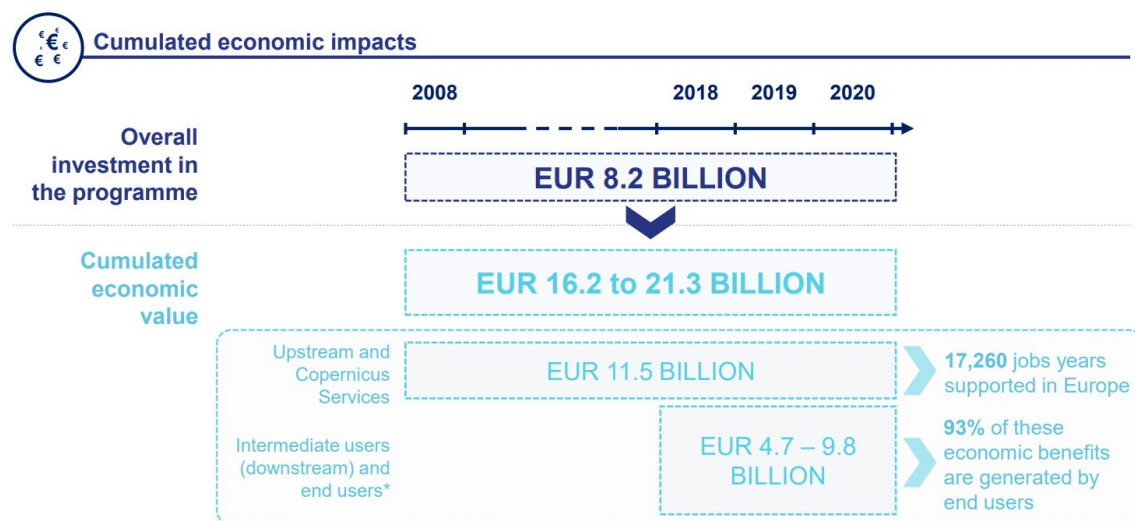 Cumulated economic impacts
2008 2018 2019 2020
Overall
investment in
the programme
EUR 8.2 BILLION
Cumulated
economic
value
EUR 16.2 to 21.3 BILLION
Upstream and
Copernicus
Services
EUR 11.5 BILLION
17,260 jobs years
supported in Europe
Intermediate users
(downstream) and
end users*
EUR 4.7 – 9.8
BILLION
93% of these
economic benefits
are generated by
end users